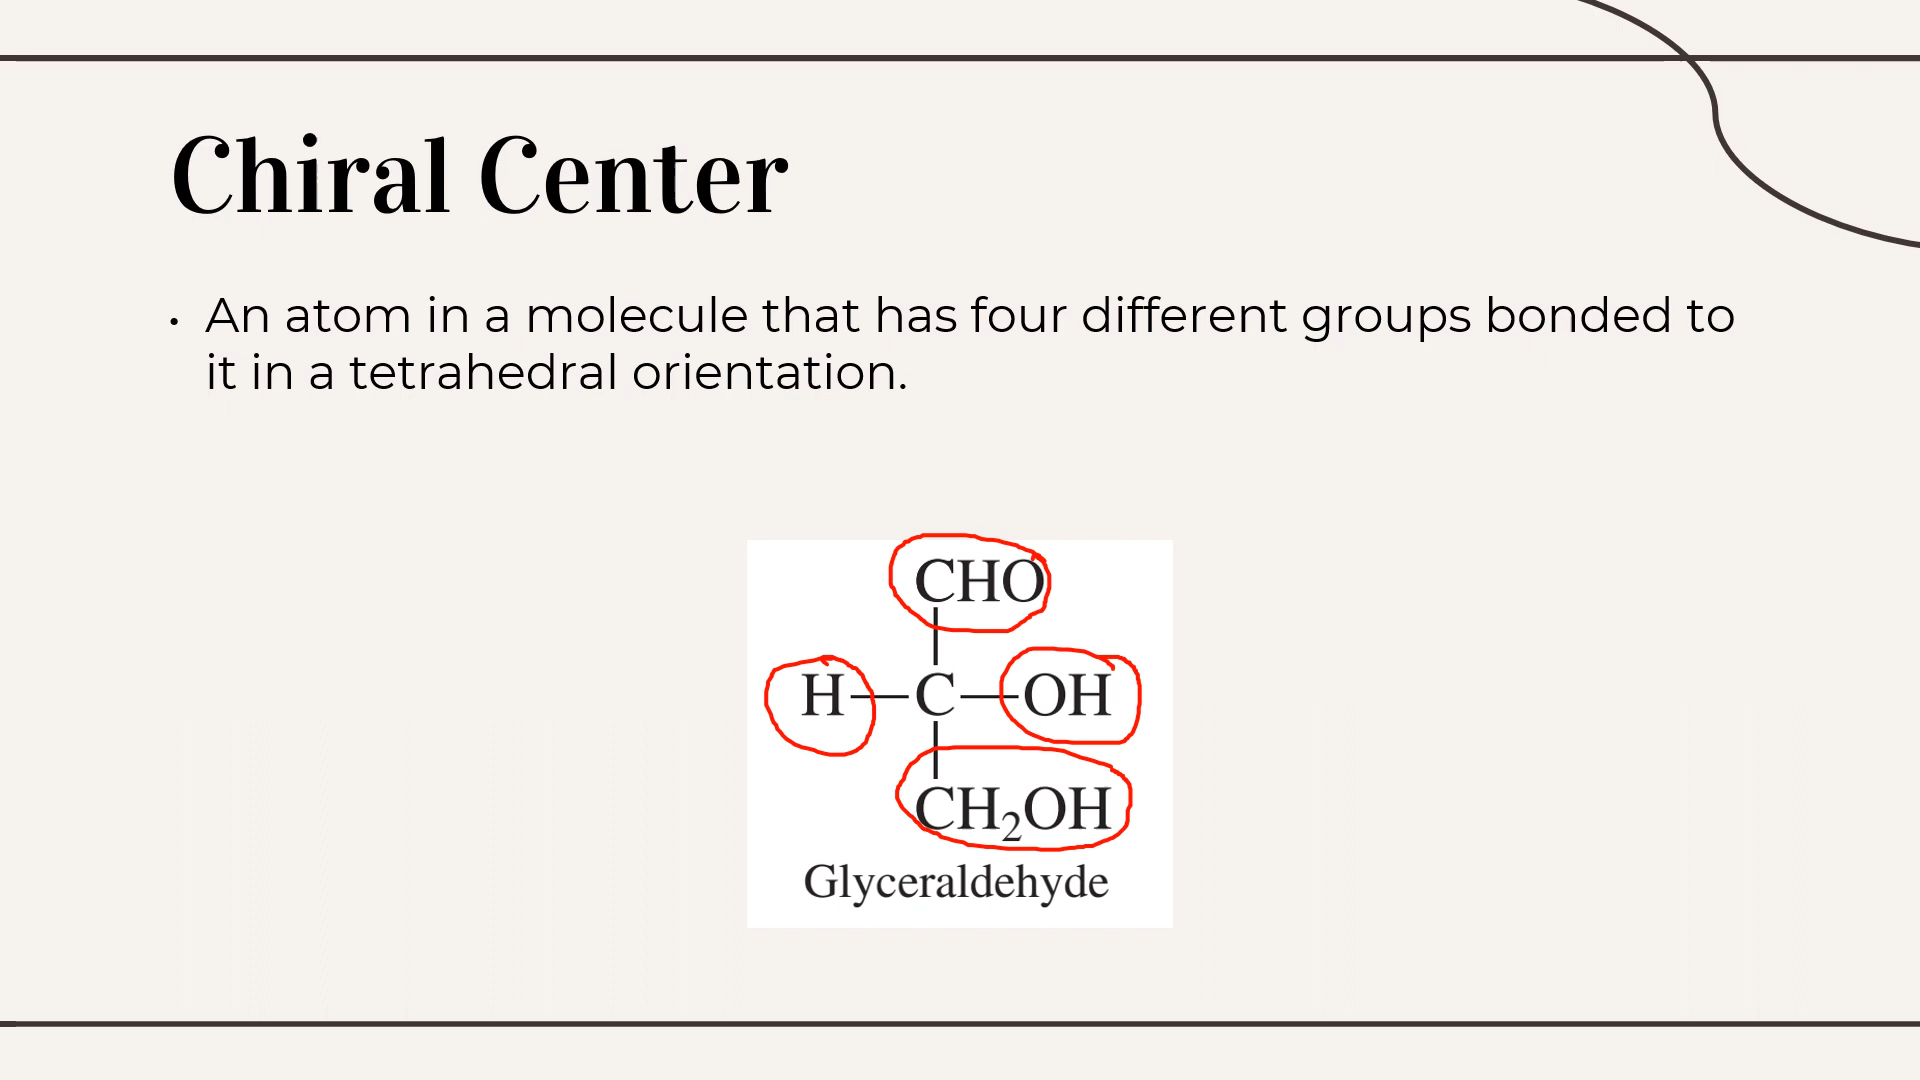 Chiral Center
• An atom in a molecule that has four different groups bonded to
it in a tetrahedral orientation.
CHO
H—C—OH
CH₂OH
Glyceraldehyde